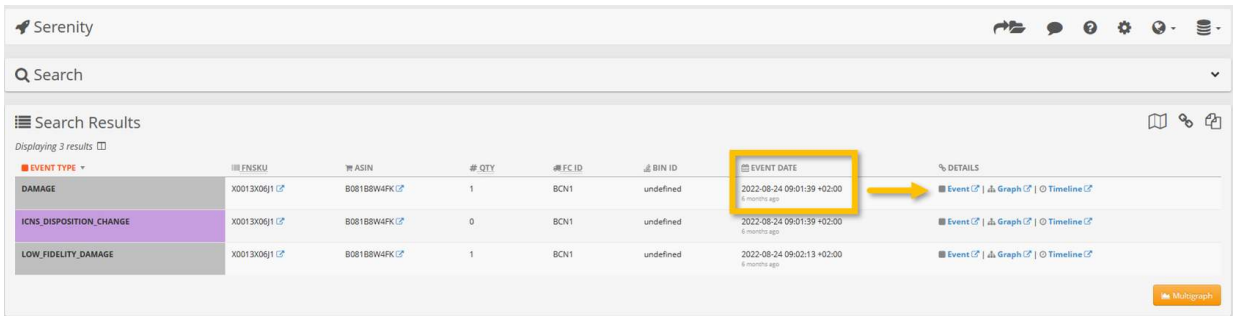 Serenity
Search
Search Results
Displaying 3 results
EVENT TYPE FNSKU ASIN # QTY FC ID BIN ID EVENT DATE DETAILS
DAMAGE X0013X06J1 B081B8W4FK 1 BCN1 undefined 2022-08-24 09:01:39 +02:00 Event | Graph | Timeline
6 months ago
ICNS_DISPOSITION_CHANGE X0013X06J1 B081B8W4FK 0 BCN1 undefined 2022-08-24 09:01:39 +02:00 Event | Graph | Timeline
6 months ago
LOW_FIDELITY_DAMAGE X0013X06J1 B081B8W4FK 1 BCN1 undefined 2022-08-24 09:02:13 +02:00 Event | Graph | Timeline
6 months ago
Multigraph